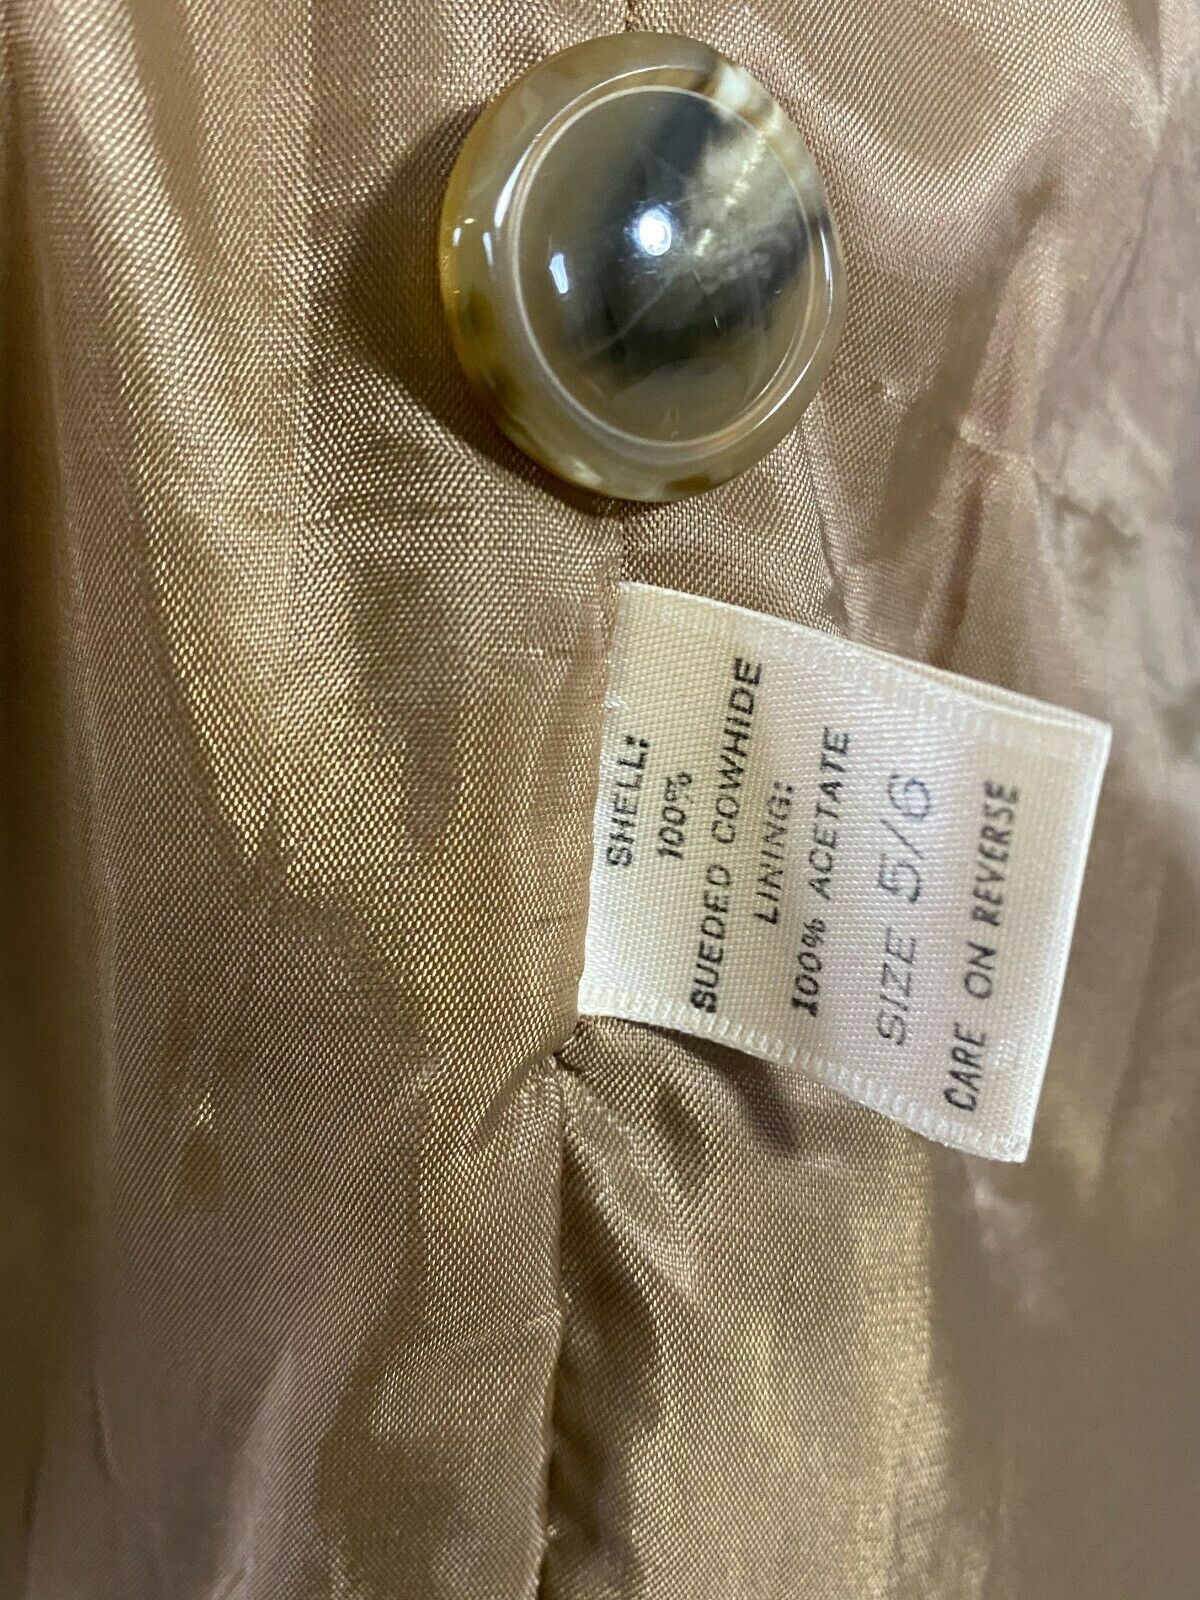 SHELL:
100%
SUEDED COWHIDE
LINING:
100% ACETATE
SIZE 5/6
CARE ON REVERSE